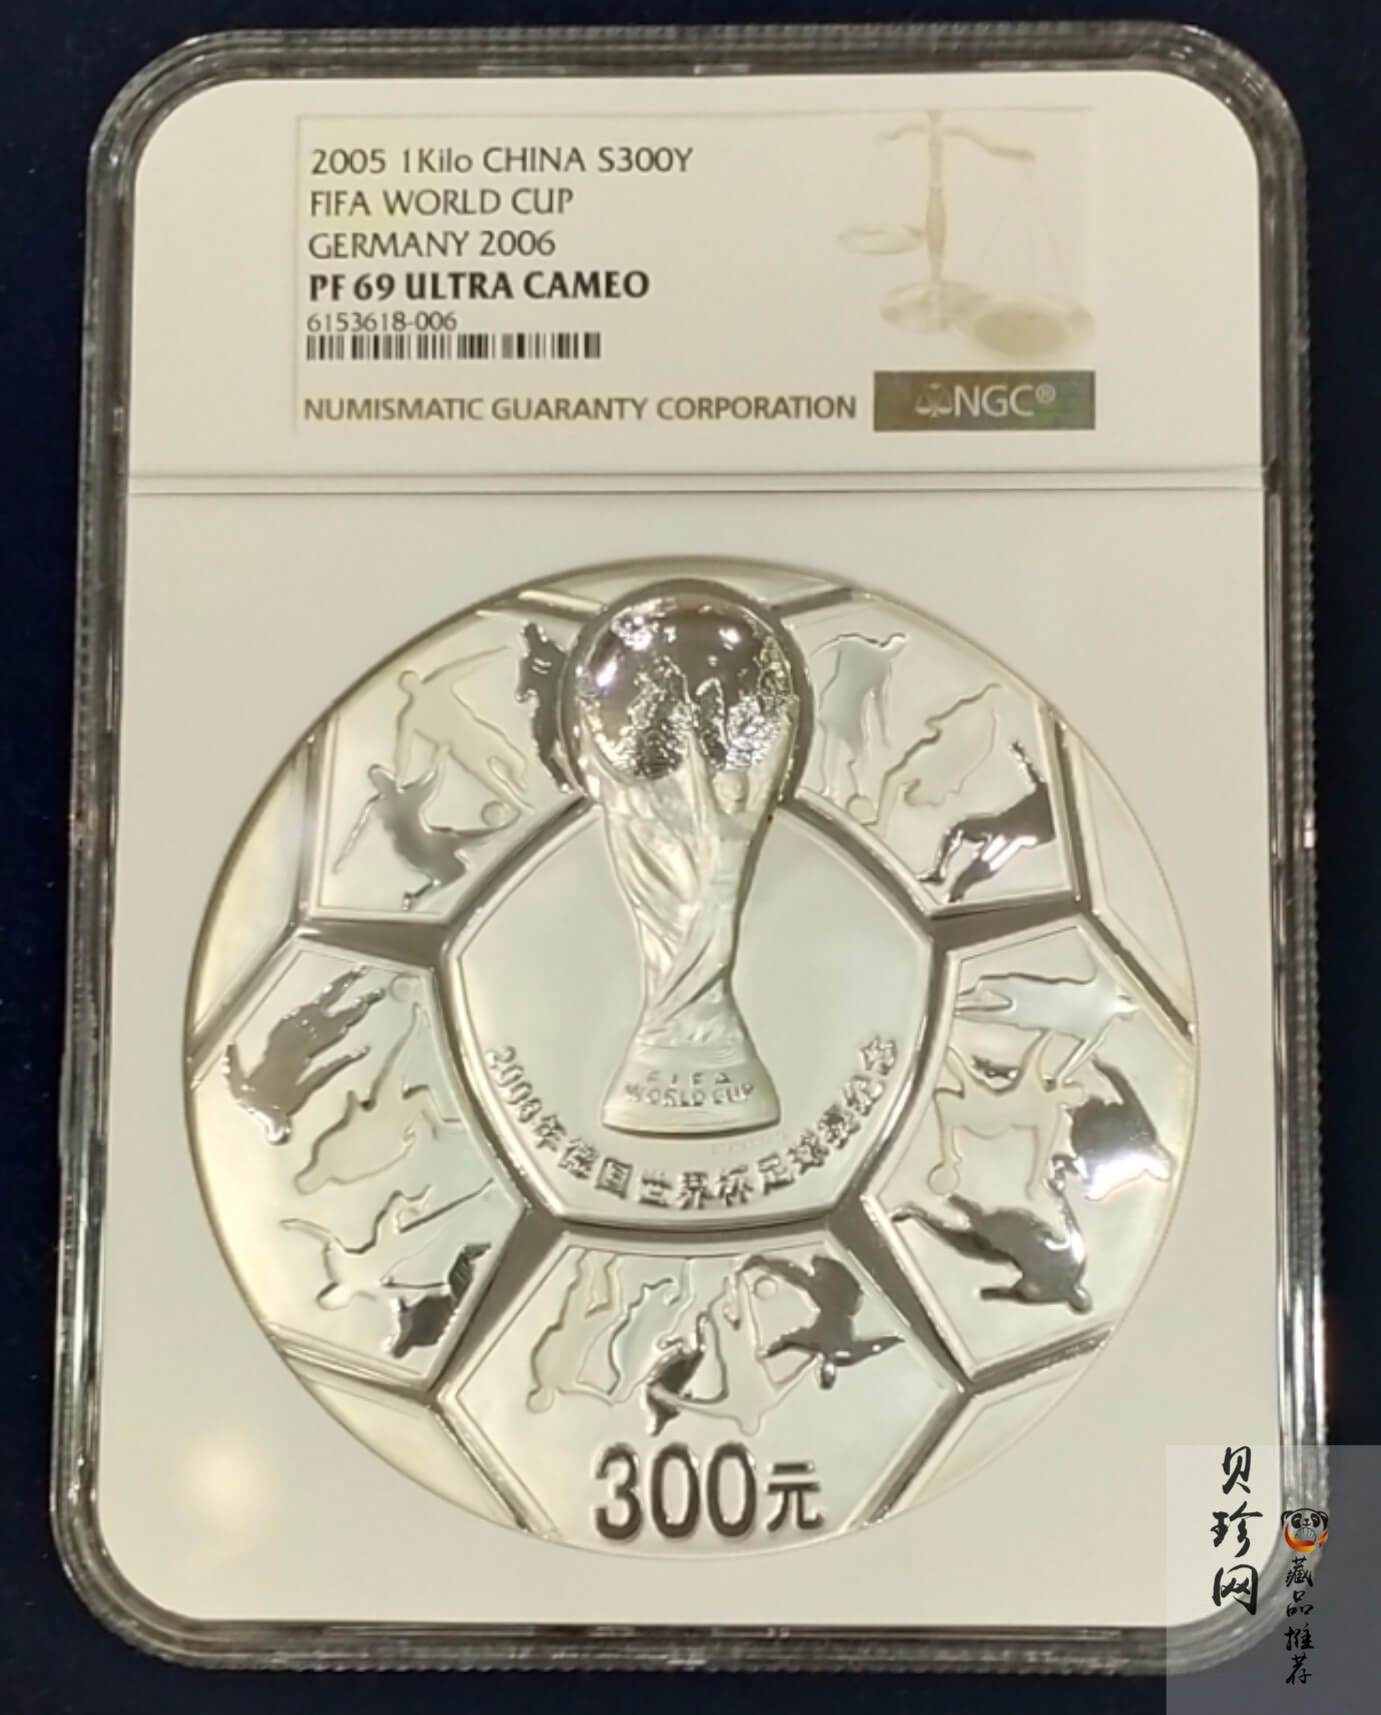 2005 1Kilo CHINA S300Y
FIFA WORLD CUP
GERMANY 2006
PF 69 ULTRA CAMEO
6153618-006
NUMISMATIC GUARANTY CORPORATION
NGC®
FIFA
WORLD CUP
2006年德国世界杯足球赛纪念
300元
贝珍网
藏品推荐